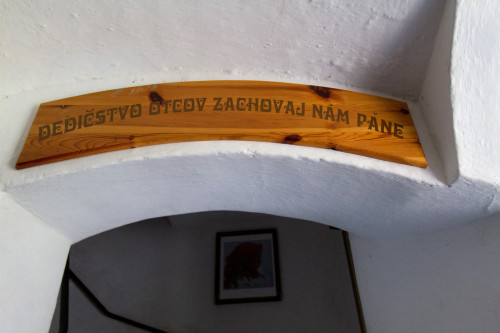 DEDIČSTVO OTCOV ZACHOVAJ NÁM PANE